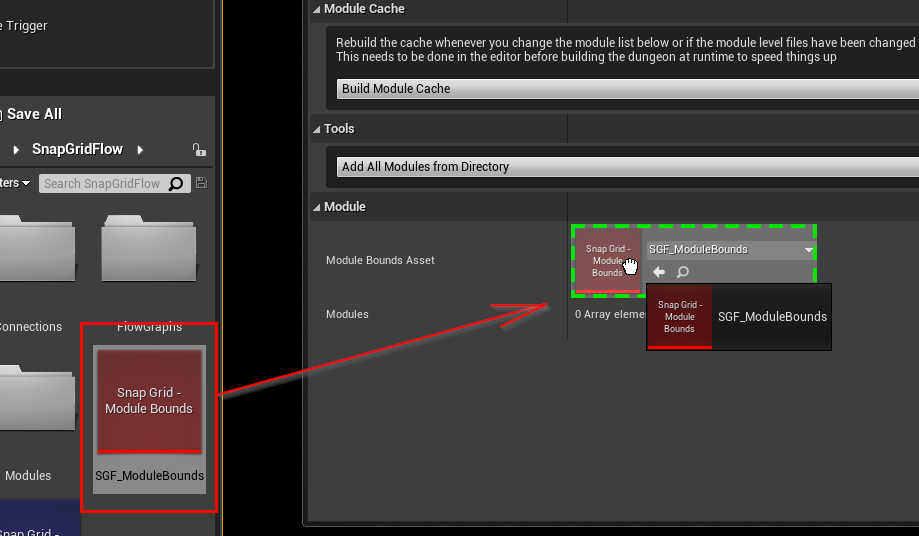 e Trigger
Save All
SnapGridFlow
ters
Search SnapGridFlow
Connections
FlowGraphs
Snap Grid -
Module Bounds
SGF_ModuleBounds
Modules
Snap Grid -
Module Cache
Rebuild the cache whenever you change the module list below or if the module level files have been changed
This needs to be done in the editor before building the dungeon at runtime to speed things up
Build Module Cache
Tools
Add All Modules from Directory
Module
Module Bounds Asset
Snap Grid -
Module
Bounds
SGF_ModuleBounds
Modules
0 Array eleme
Snap Grid -
Module
Bounds
SGF_ModuleBounds